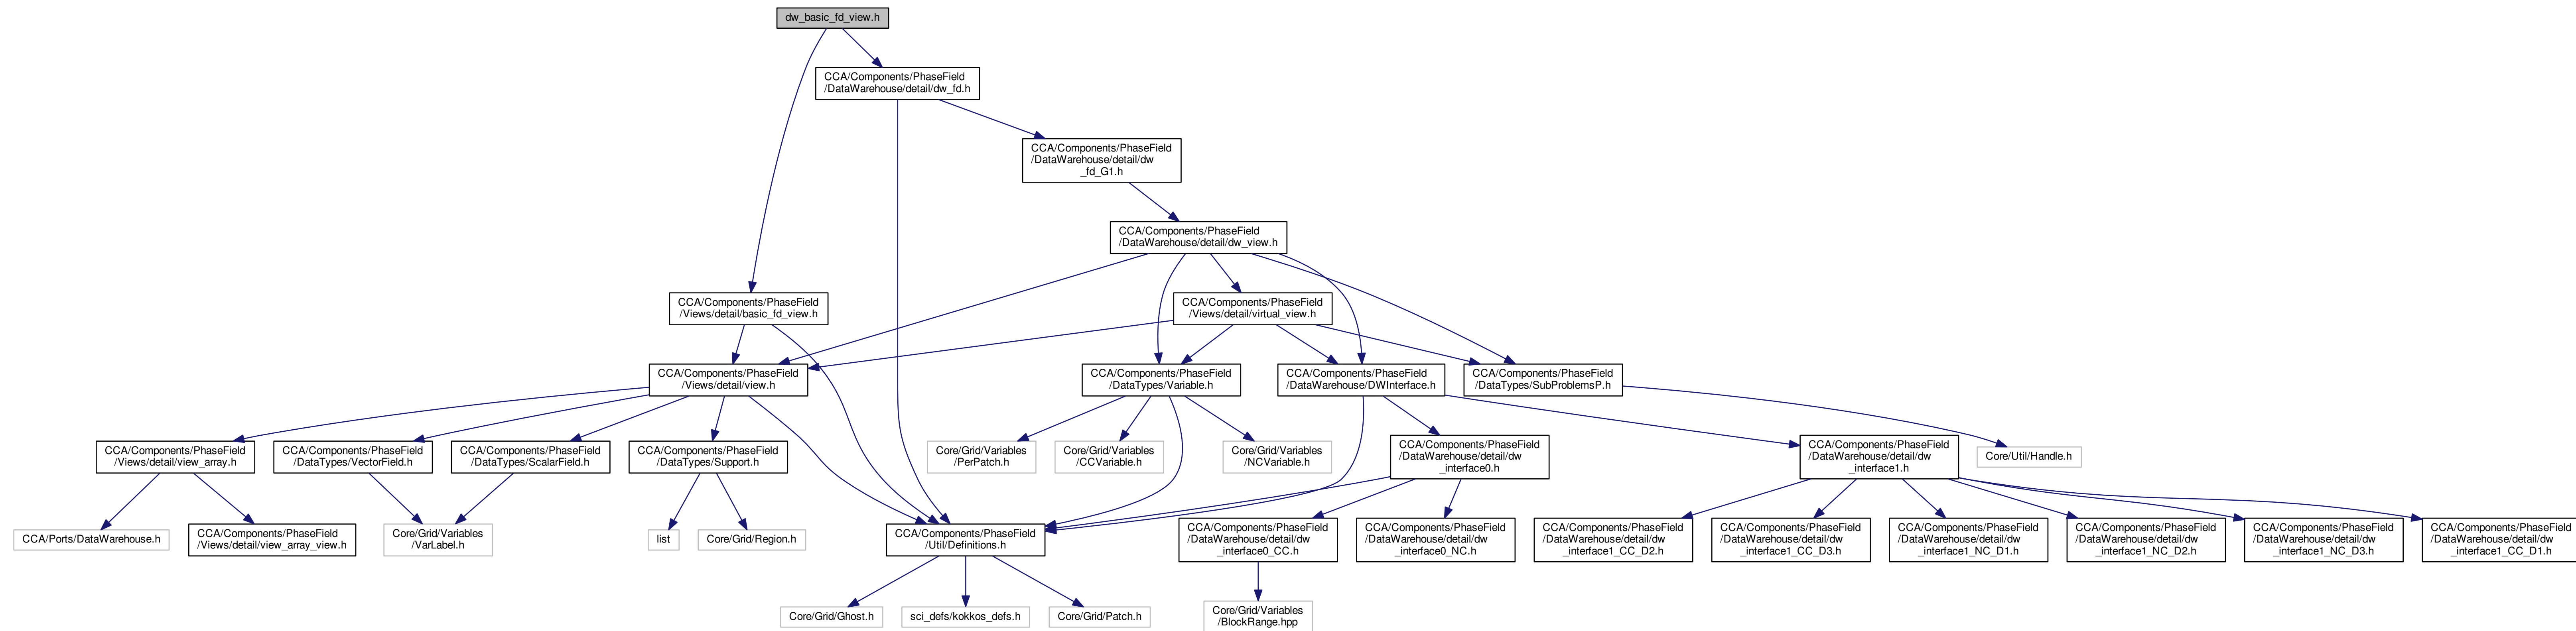 dw_basic_fd_view.h
CCA/Components/PhaseField
/DataWarehouse/detail/dw_fd.h
CCA/Components/PhaseField
/DataWarehouse/detail/dw
_fd_G1.h
CCA/Components/PhaseField
/DataWarehouse/detail/dw_view.h
CCA/Components/PhaseField
/Views/detail/basic_fd_view.h
CCA/Components/PhaseField
/Views/detail/virtual_view.h
CCA/Components/PhaseField
/Views/detail/view.h
CCA/Components/PhaseField
/DataTypes/Variable.h
CCA/Components/PhaseField
/DataWarehouse/DWInterface.h
CCA/Components/PhaseField
/DataTypes/SubProblemsP.h
CCA/Components/PhaseField
/Views/detail/view_array.h
CCA/Components/PhaseField
/DataTypes/VectorField.h
CCA/Components/PhaseField
/DataTypes/ScalarField.h
CCA/Components/PhaseField
/DataTypes/Support.h
Core/Grid/Variables
/PerPatch.h
Core/Grid/Variables
/CCVariable.h
Core/Grid/Variables
/NCVariable.h
CCA/Components/PhaseField
/DataWarehouse/detail/dw
_interface0.h
CCA/Components/PhaseField
/DataWarehouse/detail/dw
_interface1.h
Core/Util/Handle.h
CCA/Ports/DataWarehouse.h
CCA/Components/PhaseField
/Views/detail/view_array_view.h
Core/Grid/Variables
/VarLabel.h
list
Core/Grid/Region.h
CCA/Components/PhaseField
/Util/Definitions.h
CCA/Components/PhaseField
/DataWarehouse/detail/dw
_interface0_CC.h
CCA/Components/PhaseField
/DataWarehouse/detail/dw
_interface0_NC.h
CCA/Components/PhaseField
/DataWarehouse/detail/dw
_interface1_CC_D2.h
CCA/Components/PhaseField
/DataWarehouse/detail/dw
_interface1_CC_D3.h
CCA/Components/PhaseField
/DataWarehouse/detail/dw
_interface1_NC_D1.h
CCA/Components/PhaseField
/DataWarehouse/detail/dw
_interface1_NC_D2.h
CCA/Components/PhaseField
/DataWarehouse/detail/dw
_interface1_NC_D3.h
CCA/Components/PhaseField
/DataWarehouse/detail/dw
_interface1_CC_D1.h
Core/Grid/Ghost.h
sci_defs/kokkos_defs.h
Core/Grid/Patch.h
Core/Grid/Variables
/BlockRange.hpp